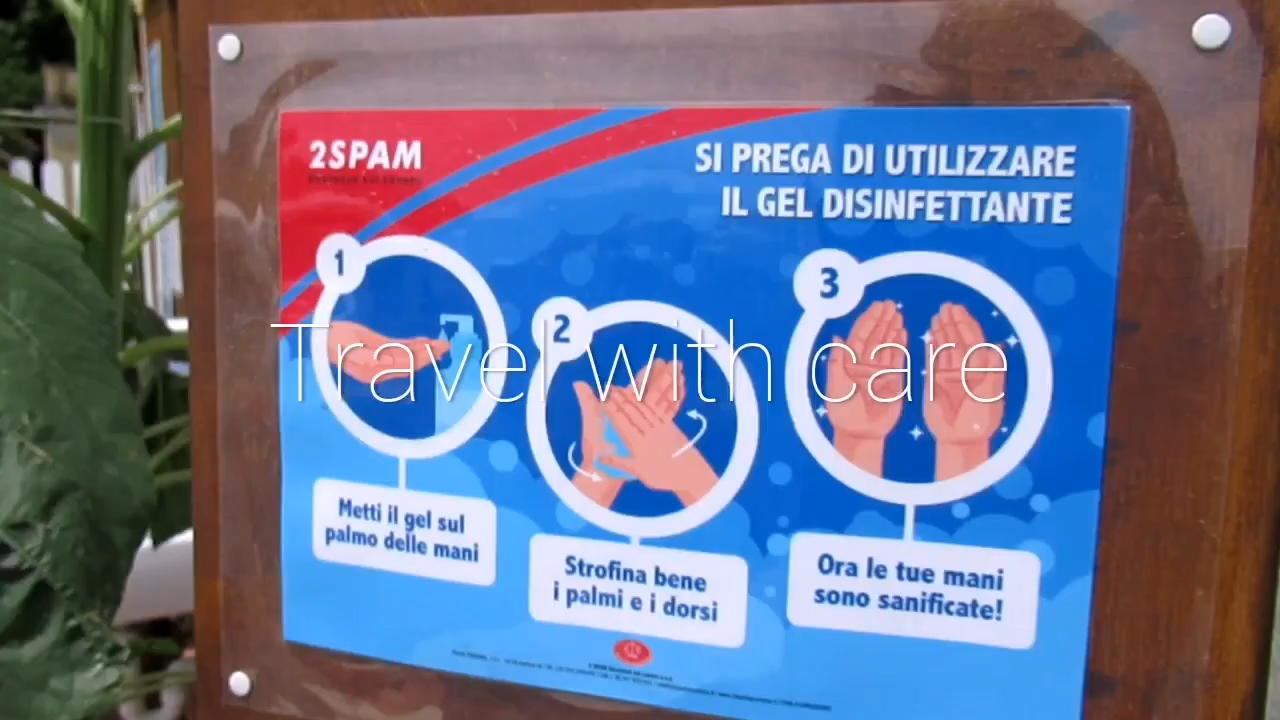 2SPAM
SI PREGA DI UTILIZZARE
IL GEL DISINFETTANTE
1
2
3
Travel with care
Metti il gel sul
palmo delle mani
Strofina bene
i palmi e i dorsi
Ora le tue mani
sono sanificate!